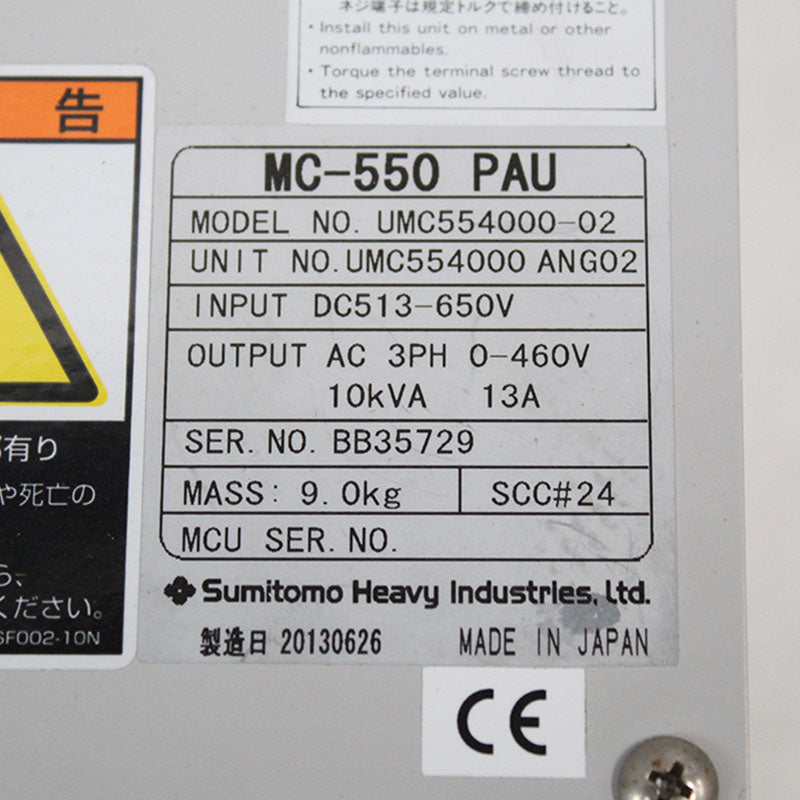 ネジ端子は規定トルクで締め付けること。
・Install this unit on metal or other
nonflammables.
・Torque the terminal screw thread to
the specified value.
告
有り
や死亡の
ら、
ください。
SF002-10N
MC-550 PAU
MODEL NO. UMC554000-02
UNIT NO. UMC554000 ANG02
INPUT DC513-650V
OUTPUT AC 3PH 0-460V
10kVA 13A
SER. NO. BB35729
MASS: 9.0kg SCC#24
MCU SER. NO.
Sumitomo Heavy Industries, Ltd.
製造日 20130626 MADE IN JAPAN
CE